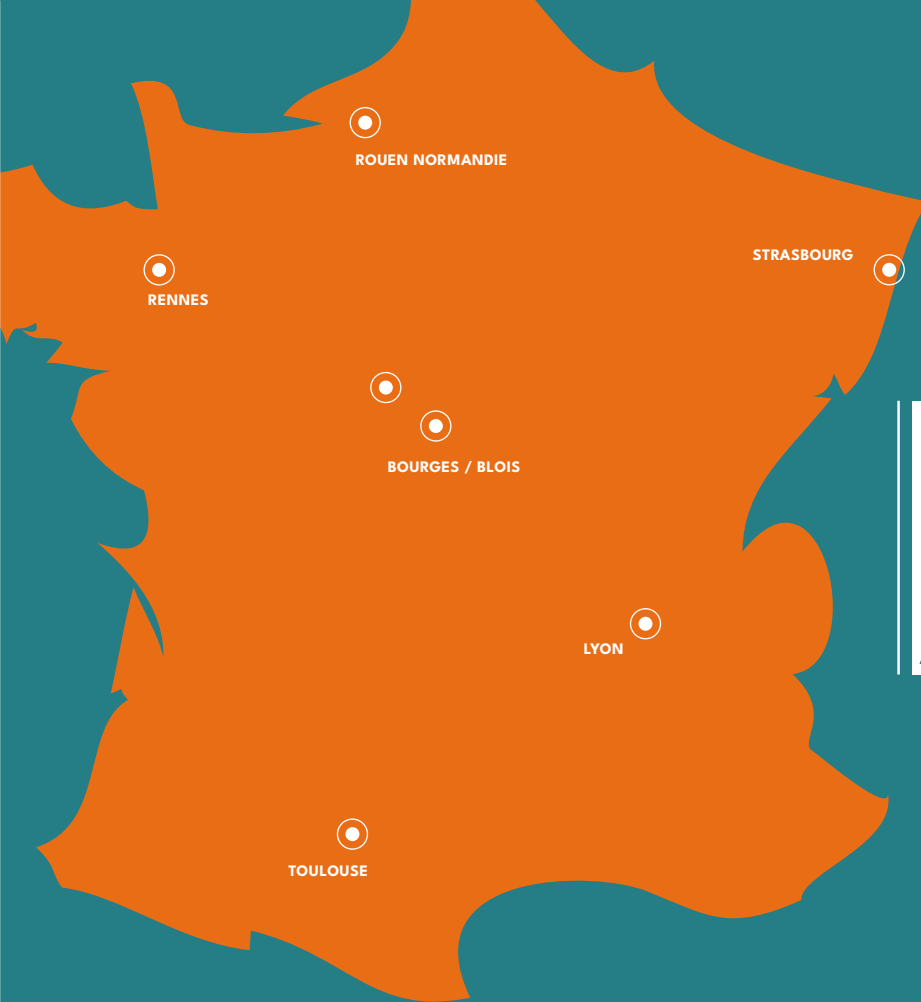 ROUEN NORMANDIE
STRASBOURG
RENNES
BOURGES / BLOIS
LYON
TOULOUSE